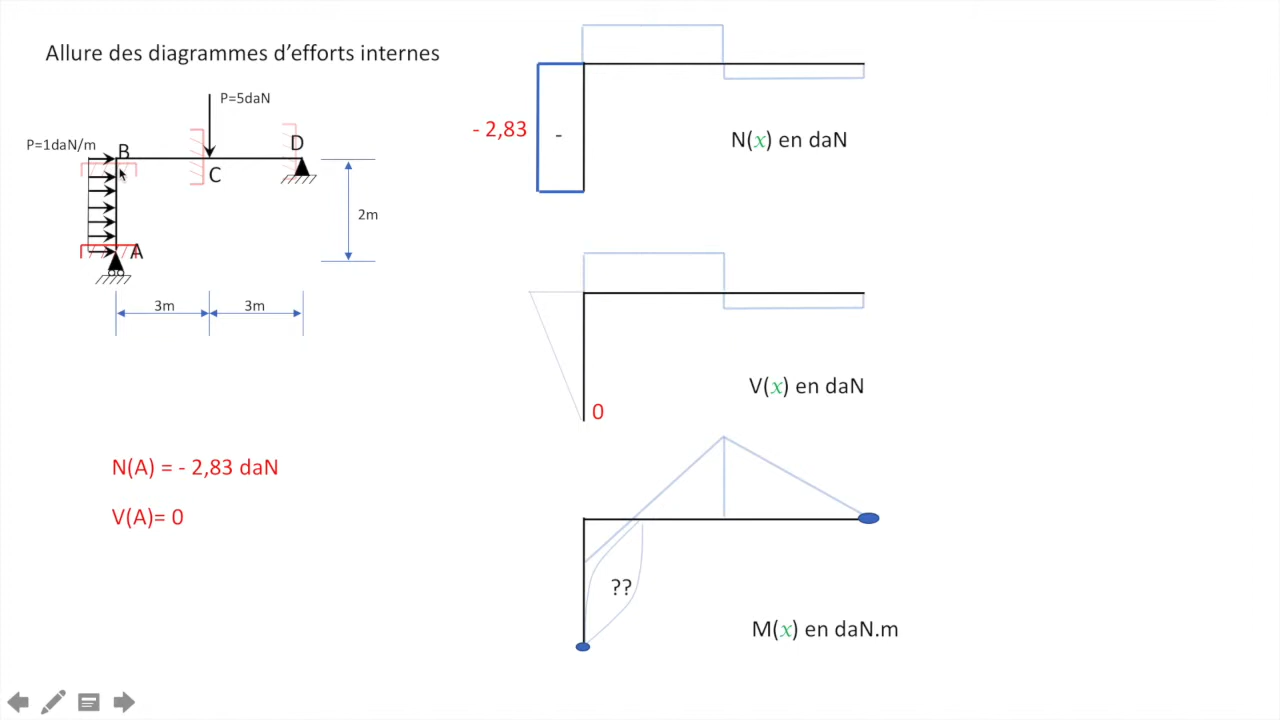 Allure des diagrammes d’efforts internes
P=5daN
P=1daN/m
B
D
C
A
2m
3m
3m
- 2,83
-
N(x) en daN
V(x) en daN
0
N(A) = - 2,83 daN
V(A)= 0
??
M(x) en daN.m